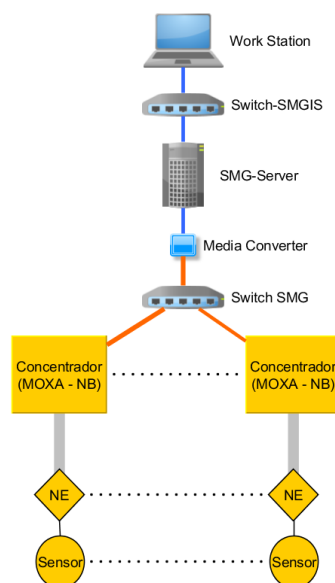 Work Station
Switch-SMGIS
SMG-Server
Media Converter
Switch SMG
Concentrador
(MOXA - NB)
Concentrador
(MOXA - NB)
NE
NE
Sensor
Sensor